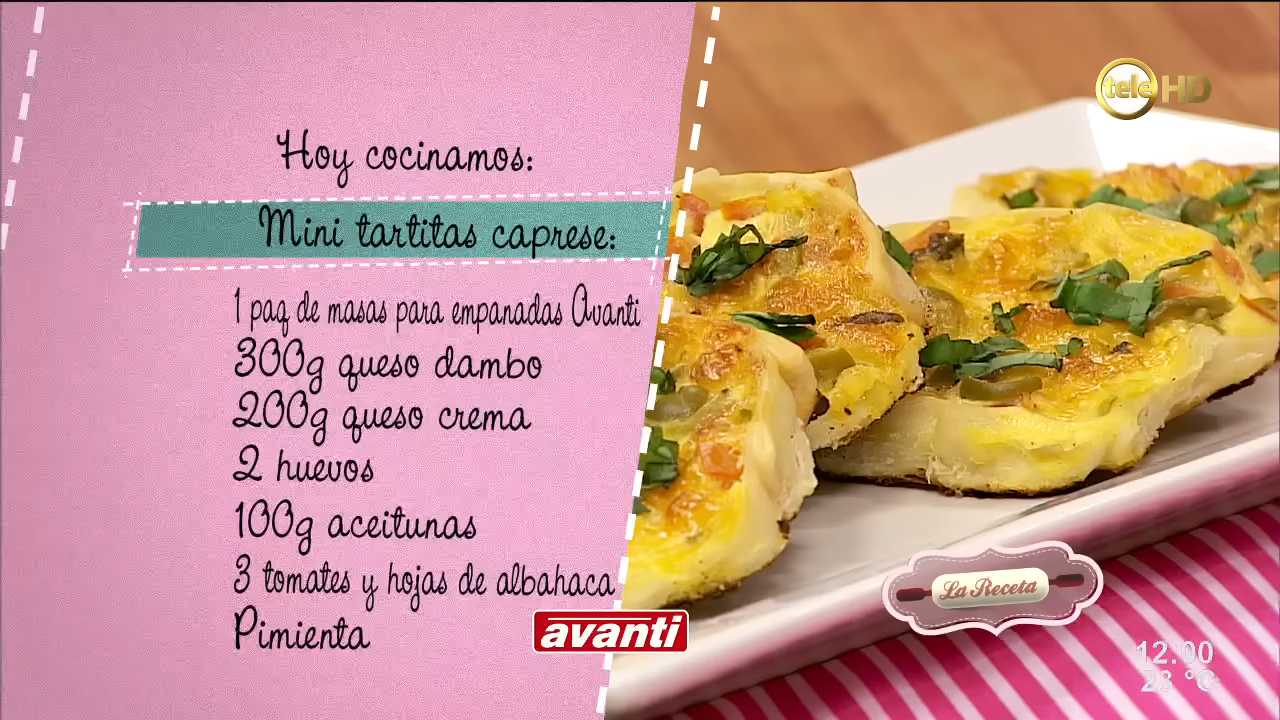 Hoy cocinamos:
Mini tartitas caprese:
1 paq de masas para empanadas Avanti
300g queso dambo
200g queso crema
2 huevos
100g aceitunas
3 tomates y hojas de albahaca
Pimienta
avanti
tele HD
La Receta
12:00
23 °C